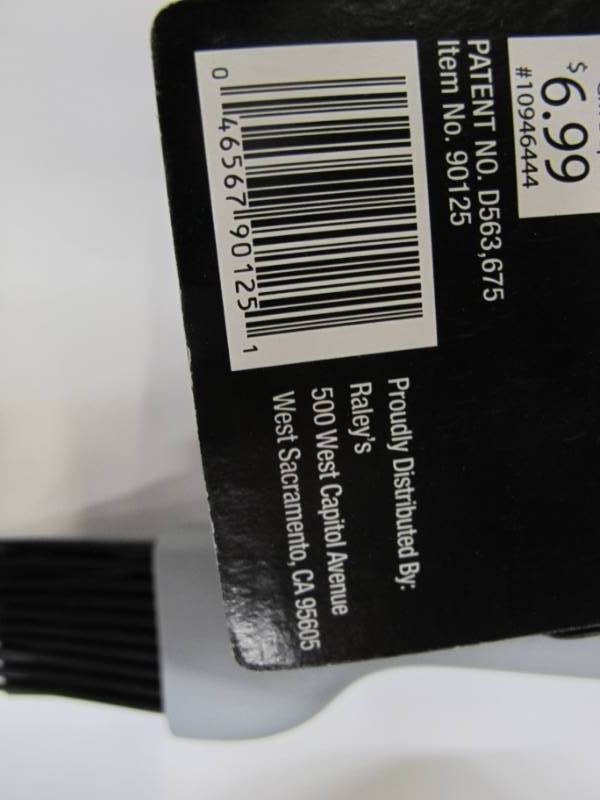 $6.99
#10946444
PATENT NO. D563,675
Item No. 90125
0 46567 90125 1
Proudly Distributed By:
Raley's
500 West Capitol Avenue
West Sacramento, CA 95605